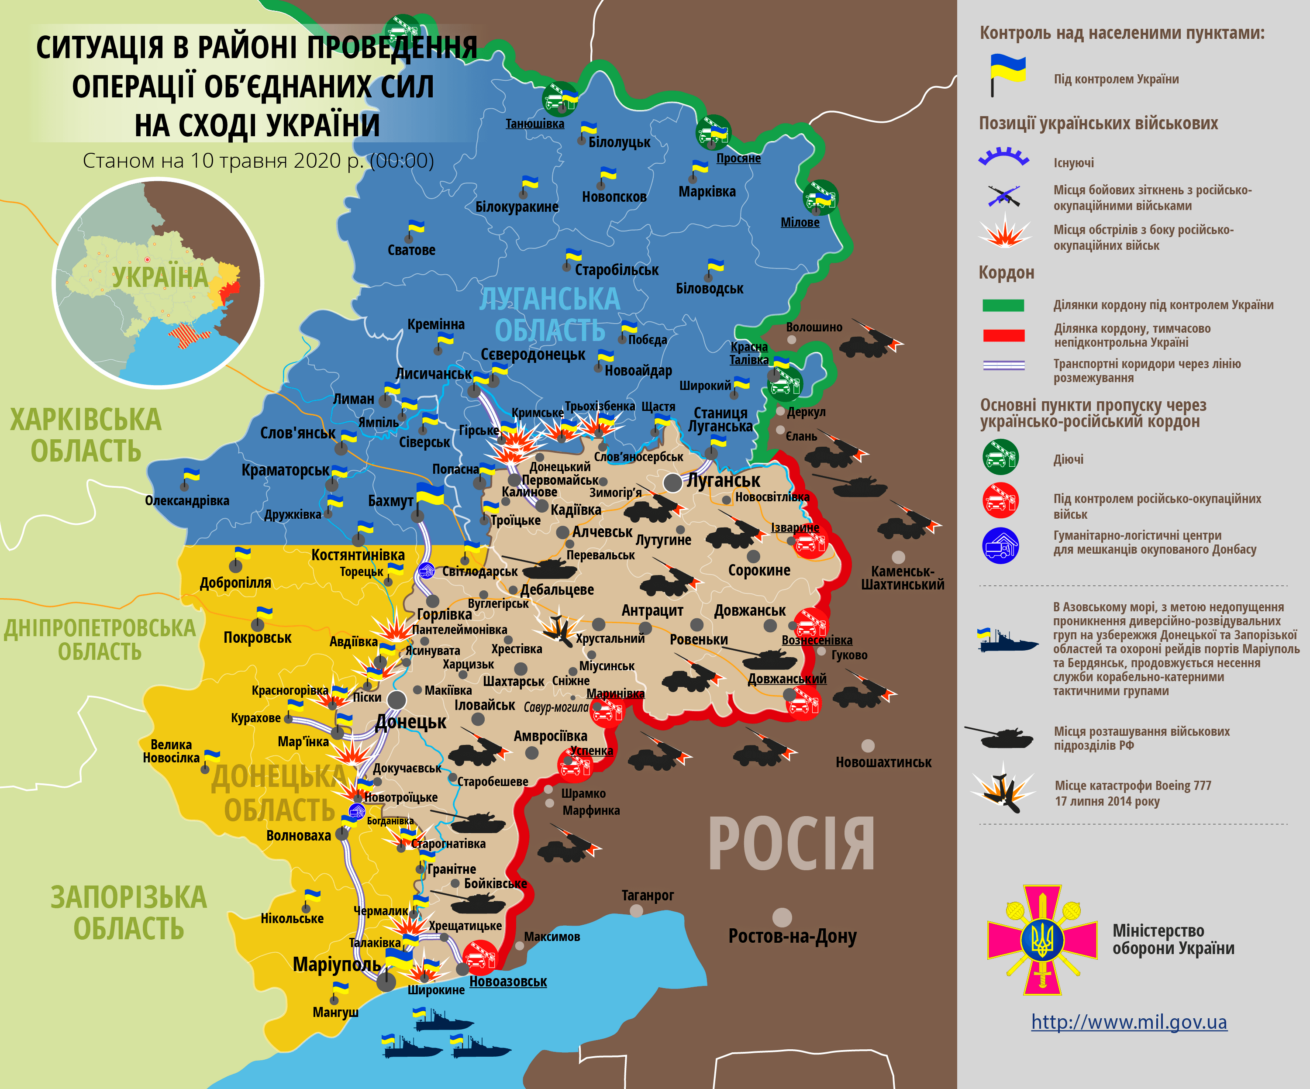 СИТУАЦІЯ В РАЙОНІ ПРОВЕДЕННЯ
ОПЕРАЦІЇ ОБ’ЄДНАНИХ СИЛ
НА СХОДІ УКРАЇНИ
Станом на 10 травня 2020 р. (00:00)
УКРАЇНА
Танюшівка
Білолуцьк
Просяне
Марківка
Новопсков
Білокуракине
Мілове
Сватове
Старобільськ
Біловодськ
ЛУГАНСЬКА
ОБЛАСТЬ
Кремінна
Побєда
Волошино
Сєверодонецьк
Красна
Талівка
Новоайдар
Лисичанськ
Широкий
Лиман
Кримське
Трьохізбенка
Щастя
Станиця
Луганська
Деркул
Ямпіль
Гірське
ХАРКІВСЬКА
ОБЛАСТЬ
Слов'янськ
Сіверськ
Єлань
Слов’яносербськ
Краматорськ
Попасна
Донецький
Первомайськ
Луганськ
Калинове
Зимогір’я
Новосвітлівка
Олександрівка
Бахмут
Дружківка
Кадіївка
Троїцьке
Алчевськ
Лутугине
Ізварине
Костянтинівка
Перевальськ
Торецьк
Світлодарськ
Сорокине
Каменськ-
Шахтинський
Добропілля
Дебальцеве
Вуглегірськ
Горлівка
Антрацит
Довжанськ
ДНІПРОПЕТРОВСЬКА
ОБЛАСТЬ
Покровськ
Пантелеймонівка
Авдіївка
Хрустальний
Ровеньки
Вознесенівка
Ясинувата
Хрестівка
Гуково
Харцизьк
Міусинськ
Шахтарськ
Сніжне
Довжанський
Красногорівка
Піски
Макіївка
Маринівка
Іловайськ
Савур-могила
Курахове
Донецьк
Мар’їнка
Амвросіївка
Велика
Новосілка
Успенка
Новошахтинськ
ДОНЕЦЬКА
ОБЛАСТЬ
Докучаєвськ
Старобешеве
Новотроїцьке
Шрамко
Марфинка
Богданівка
Волноваха
Старогнатівка
РОСІЯ
Гранітне
Бойківське
ЗАПОРІЗЬКА
ОБЛАСТЬ
Таганрог
Нікольське
Чермалик
Хрещатицьке
Ростов-на-Дону
Талаківка
Максимов
Маріуполь
Новоазовськ
Широкине
Мангуш
Контроль над населеними пунктами:
Під контролем України
Позиції українських військових
Існуючі
Місця бойових зіткнень з російсько-
окупаційними військами
Місця обстрілів з боку російсько-
окупаційних військ
Кордон
Ділянки кордону під контролем України
Ділянка кордону, тимчасово
непідконтрольна Україні
Транспортні коридори через лінію
розмежування
Основні пункти пропуску через
українсько-російський кордон
Діючі
Під контролем російсько-окупаційних
військ
Гуманітарно-логістичні центри
для мешканців окупованого Донбасу
В Азовському морі, з метою недопущення
проникнення диверсійно-розвідувальних
груп на узбережжя Донецької та Запорізької
областей та охороні рейдів портів Маріуполь
та Бердянськ, продовжується несення
служби корабельно-катерними
тактичними групами
Місця розташування військових
підрозділів РФ
Місце катастрофи Boeing 777
17 липня 2014 року
Міністерство
оборони України
http://www.mil.gov.ua